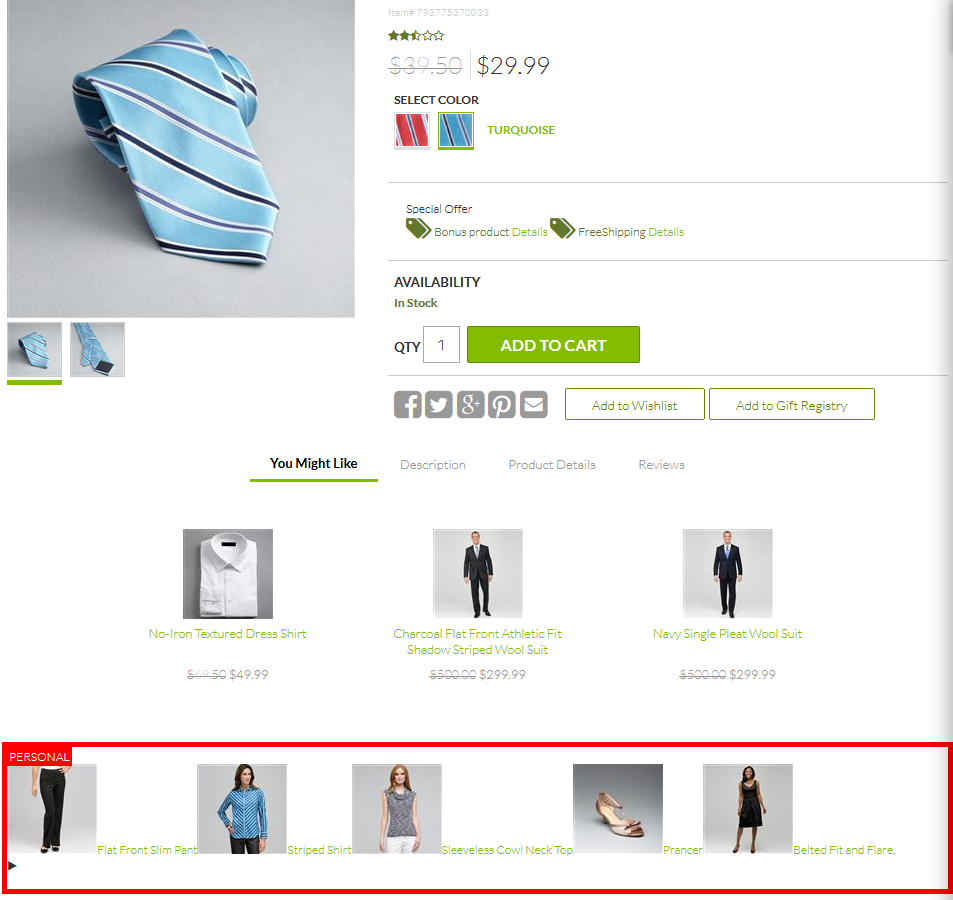 Item# 793775370033
$39.50 $29.99
SELECT COLOR
TURQUOISE
Special Offer
Bonus product Details FreeShipping Details
AVAILABILITY
In Stock
QTY 1 ADD TO CART
Add to Wishlist Add to Gift Registry
You Might Like Description Product Details Reviews
No-Iron Textured Dress Shirt
$69.50 $49.99
Charcoal Flat Front Athletic Fit
Shadow Striped Wool Suit
$500.00 $299.99
Navy Single Pleat Wool Suit
$500.00 $299.99
PERSONAL
Flat Front Slim Pant Striped Shirt Sleeveless Cowl Neck Top Prancer Belted Fit and Flare.